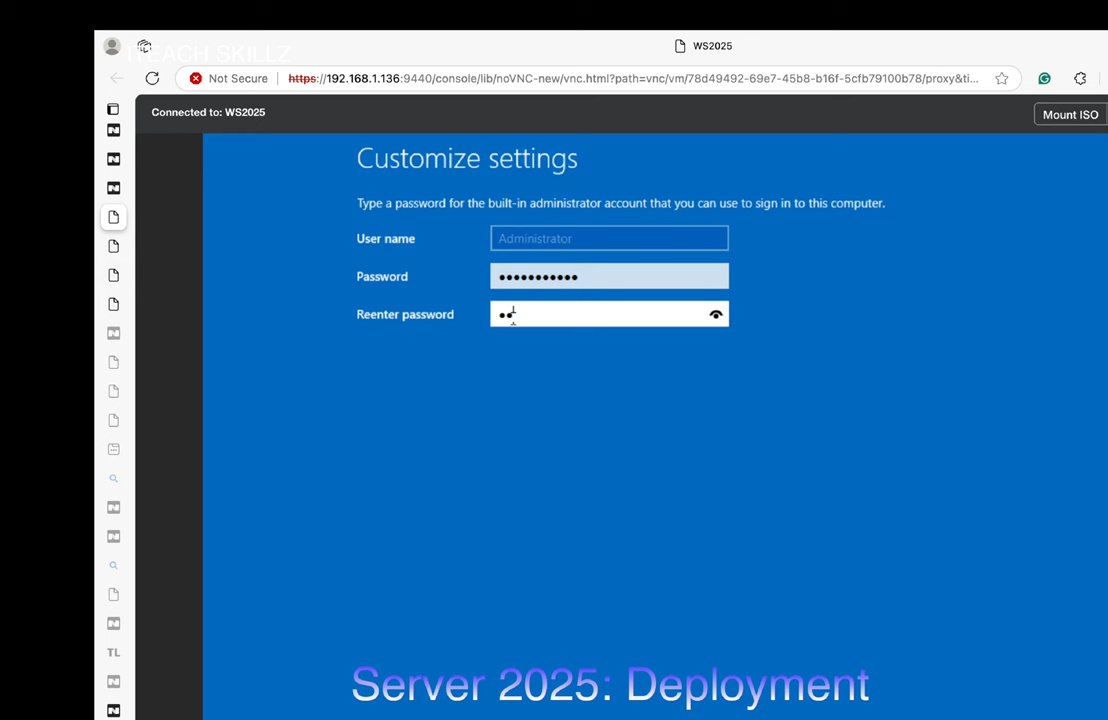 WS2025
ITEACH SKILLZ
Not Secure
https://192.168.1.136:9440/console/lib/noVNC-new/vnc.html?path=vnc/vm/78d49492-69e7-45b8-b16f-5cfb79100b78/proxy&ti...
Connected to: WS2025
Mount ISO
Customize settings
Type a password for the built-in administrator account that you can use to sign in to this computer.
User name
Administrator
Password
Reenter password
TL
Server 2025: Deployment